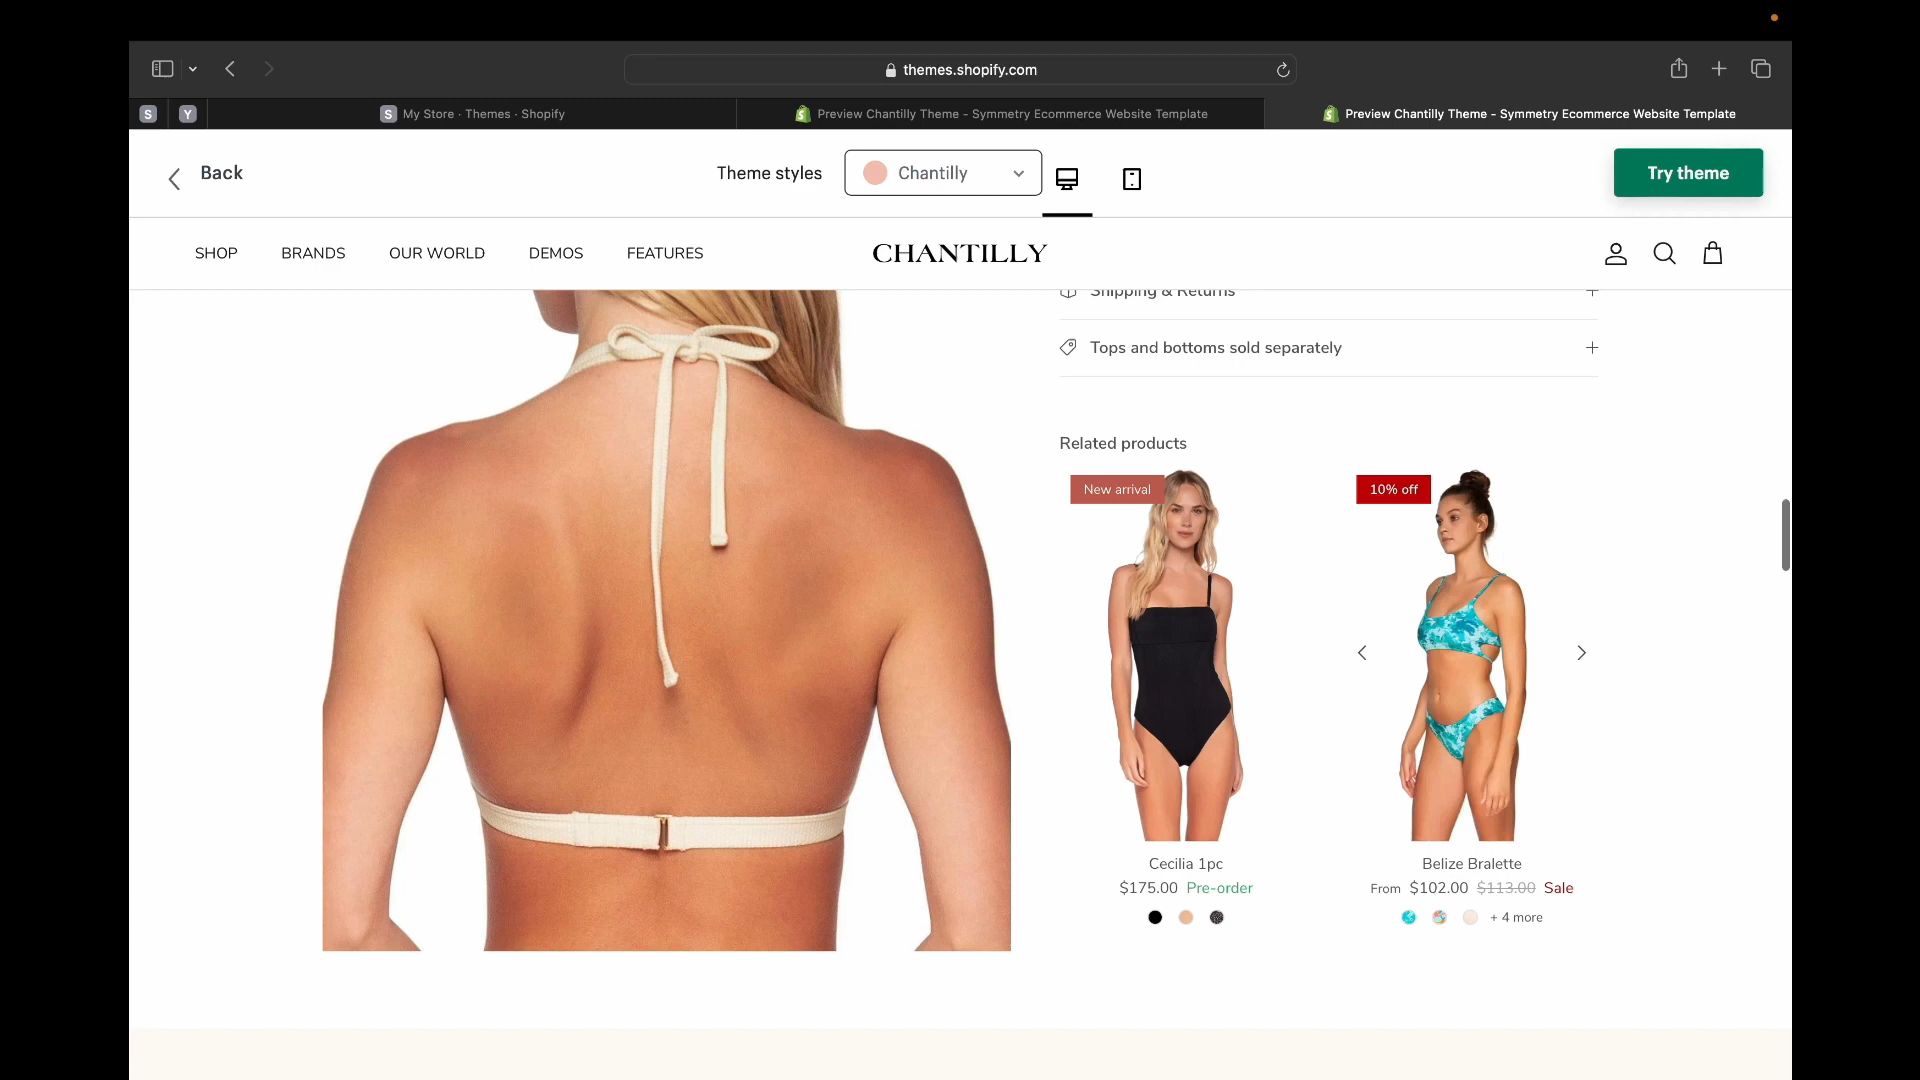 themes.shopify.com
S
Y
S My Store - Themes - Shopify
Preview Chantilly Theme - Symmetry Ecommerce Website Template
Preview Chantilly Theme - Symmetry Ecommerce Website Template
Back
Theme styles
Chantilly
Try theme
SHOP BRANDS OUR WORLD DEMOS FEATURES
CHANTILLY
Shipping & Returns
Tops and bottoms sold separately
Related products
New arrival
10% off
Cecilia 1pc
$175.00 Pre-order
Belize Bralette
From $102.00 $113.00 Sale
+ 4 more